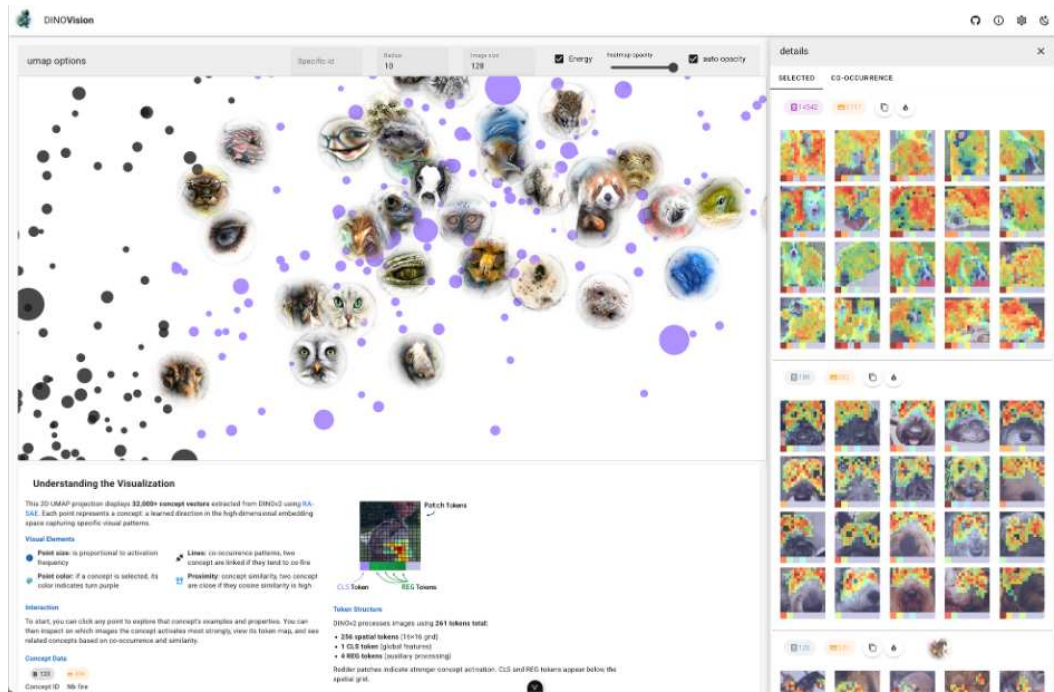 DINOVision
umap options
Specific id
Radius
10
Image size
128
Energy
heatmap opacity
auto opacity
details
SELECTED
CO-OCCURRENCE
14542
Understanding the Visualization
This 2D UMAP projection displays 32,000+ concept vectors extracted from DINOv2 using RA-
SAE. Each point represents a concept: a learned direction in the high-dimensional embedding
space capturing specific visual patterns.
Visual Elements
Point size: is proportional to activation
frequency
Lines: co-occurrence patterns, two
concept are linked if they tend to co-fire
Point color: if a concept is selected, its
color indicates turn purple
Proximity: concept similarity, two concept
are close if they cosine similarity is high
Interaction
To start, you can click any point to explore that concept's examples and properties. You can
then inspect on which images the concept activates most strongly, view its token map, and see
related concepts based on co-occurrence and similarity.
Concept Data
123
Concept ID
Nb fire
Patch Tokens
CLS Token
REG Tokens
Token Structure
DINOv2 processes images using 261 tokens total:
• 256 spatial tokens (16×16 grid)
• 1 CLS token (global features)
• 4 REG tokens (auxiliary processing)
Redder patches indicate stronger concept activation. CLS and REG tokens appear below the
spatial grid.